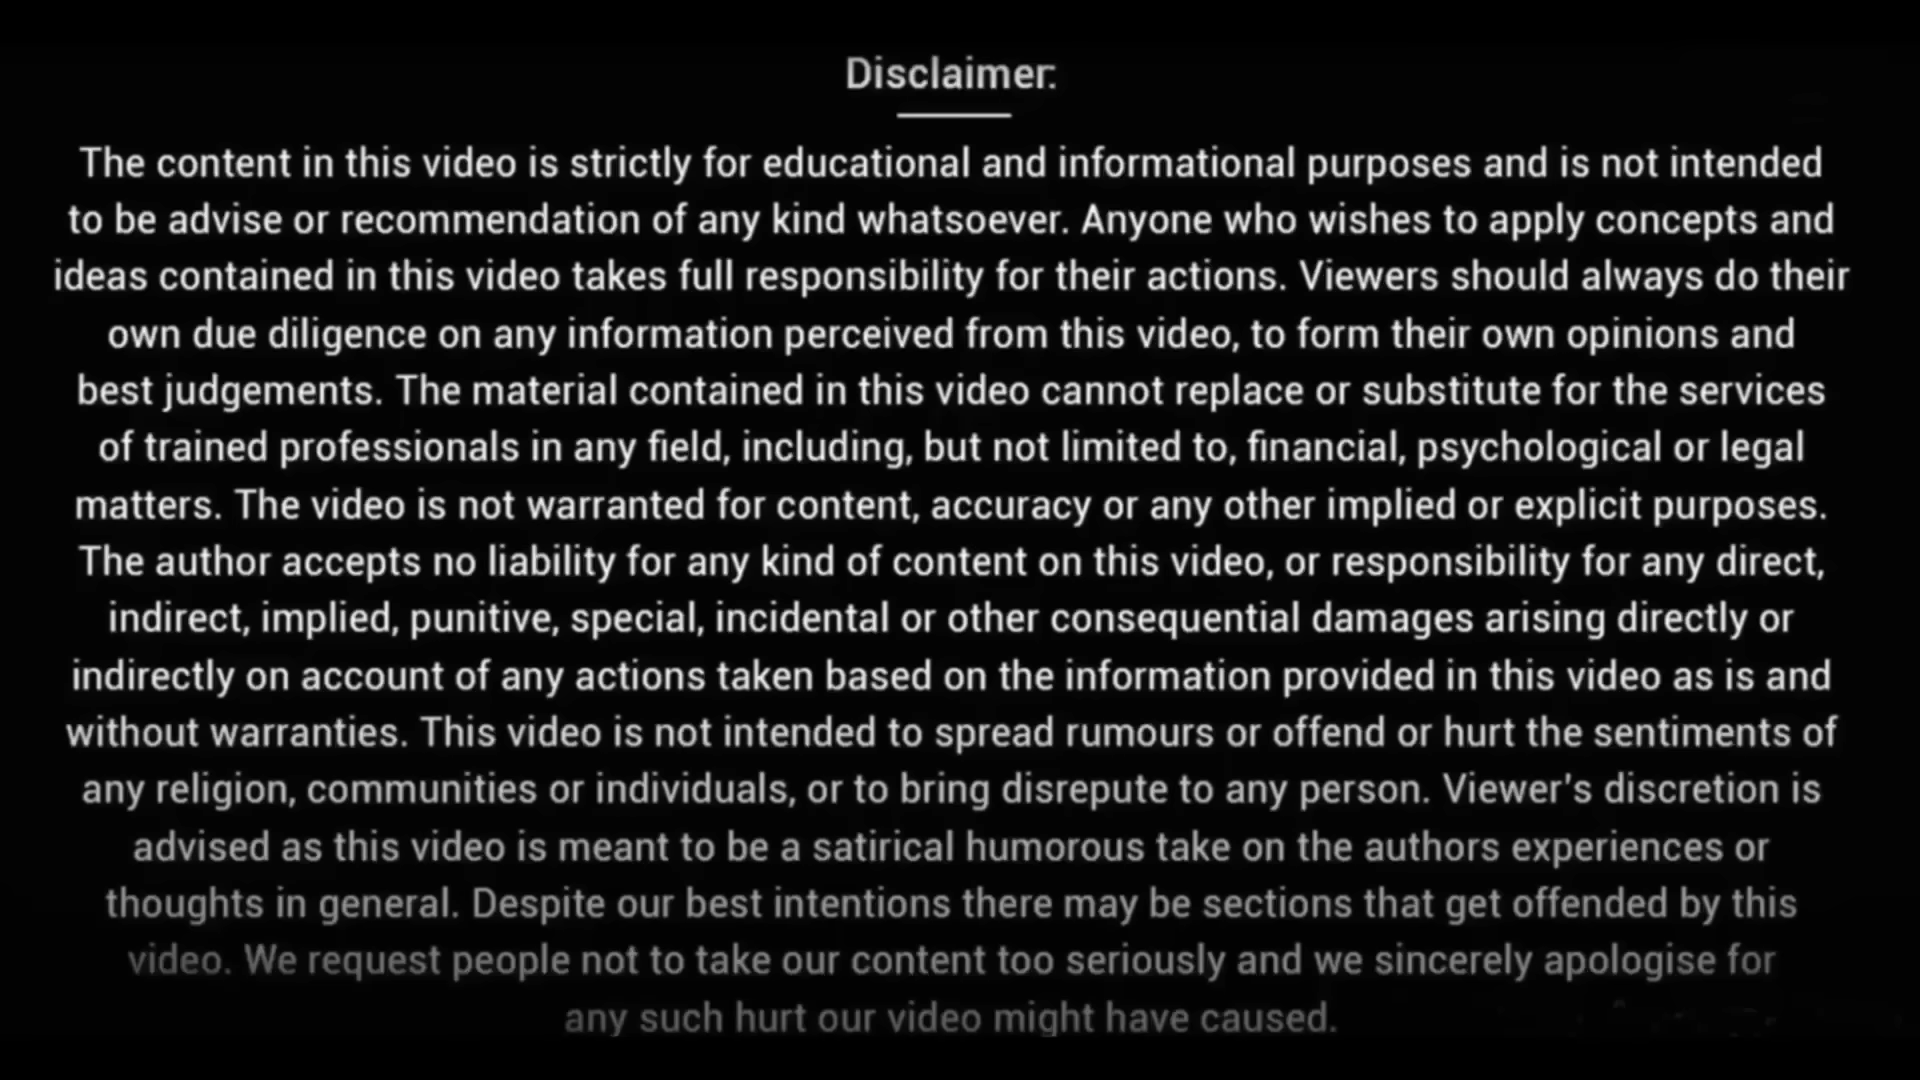 Disclaimer:
The content in this video is strictly for educational and informational purposes and is not intended
to be advise or recommendation of any kind whatsoever. Anyone who wishes to apply concepts and
ideas contained in this video takes full responsibility for their actions. Viewers should always do their
own due diligence on any information perceived from this video, to form their own opinions and
best judgements. The material contained in this video cannot replace or substitute for the services
of trained professionals in any field, including, but not limited to, financial, psychological or legal
matters. The video is not warranted for content, accuracy or any other implied or explicit purposes.
The author accepts no liability for any kind of content on this video, or responsibility for any direct,
indirect, implied, punitive, special, incidental or other consequential damages arising directly or
indirectly on account of any actions taken based on the information provided in this video as is and
without warranties. This video is not intended to spread rumours or offend or hurt the sentiments of
any religion, communities or individuals, or to bring disrepute to any person. Viewer's discretion is
advised as this video is meant to be a satirical humorous take on the authors experiences or
thoughts in general. Despite our best intentions there may be sections that get offended by this
video. We request people not to take our content too seriously and we sincerely apologise for
any such hurt our video might have caused.